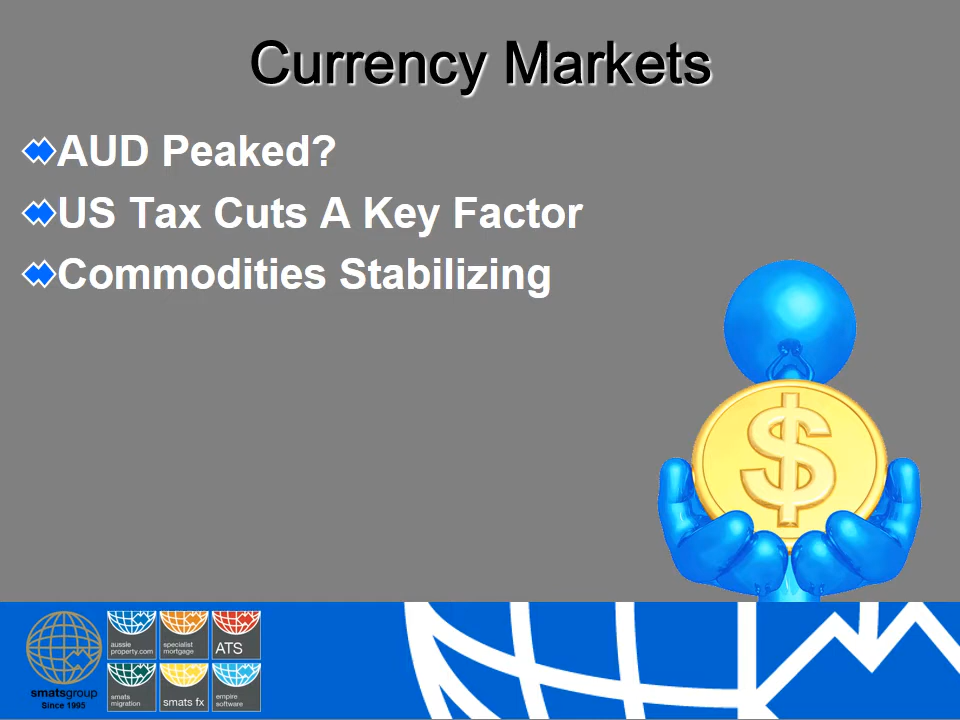 Currency Markets
AUD Peaked?
US Tax Cuts A Key Factor
Commodities Stabilizing
$
smatsgroup
Since 1995
aussie
property.com
specialist
mortgage
ATS
smats
migration
smats fx
empire
software